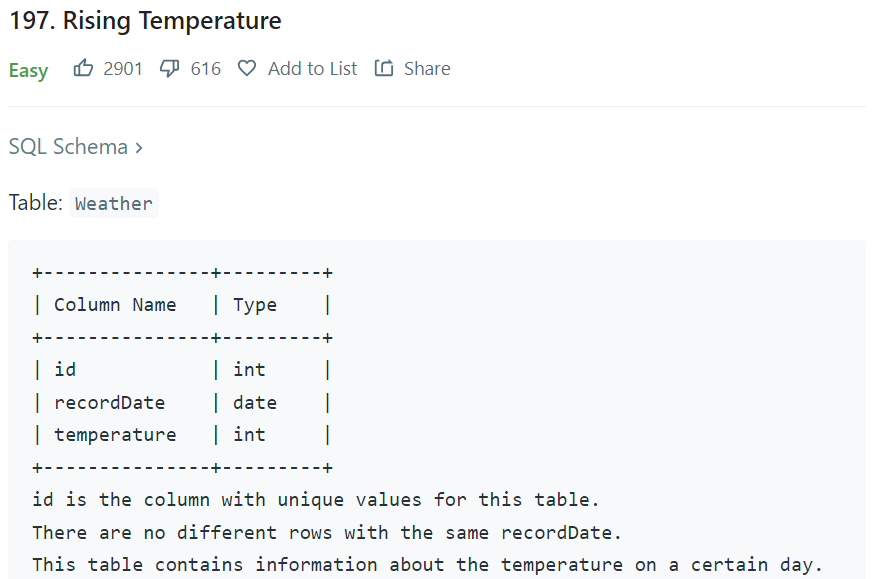 197. Rising Temperature
Easy 2901 616 Add to List Share
SQL Schema >
Table: Weather
+---------------+---------+
| Column Name   | Type    |
+---------------+---------+
| id            | int     |
| recordDate    | date    |
| temperature   | int     |
+---------------+---------+
id is the column with unique values for this table.
There are no different rows with the same recordDate.
This table contains information about the temperature on a certain day.